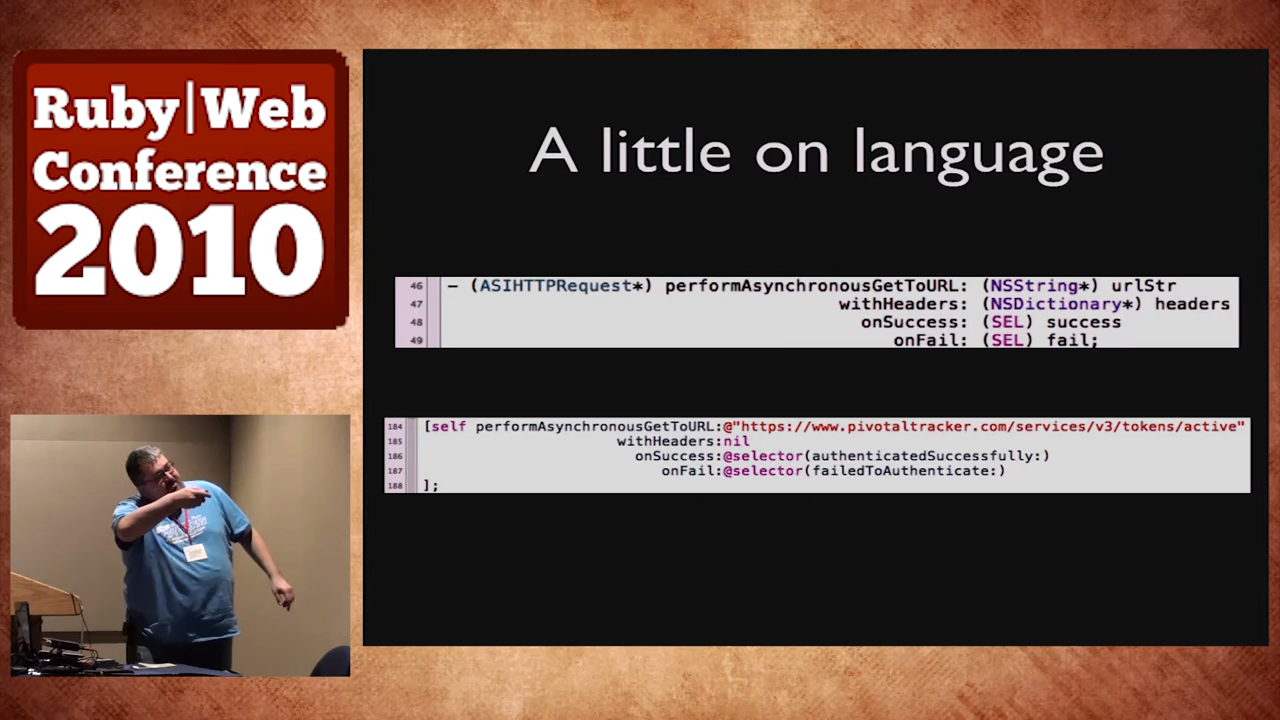 Ruby|Web
Conference
2010
A little on language
46 – (ASIHTTPRequest*) performAsynchronousGetToURL: (NSString*) urlStr
47 withHeaders: (NSDictionary*) headers
48 onSuccess: (SEL) success
49 onFail: (SEL) fail;
184 [self performAsynchronousGetToURL:@"https://www.pivotaltracker.com/services/v3/tokens/active"
185 withHeaders:nil
186 onSuccess:@selector(authenticatedSuccessfully:)
187 onFail:@selector(failedToAuthenticate:)
188 ];